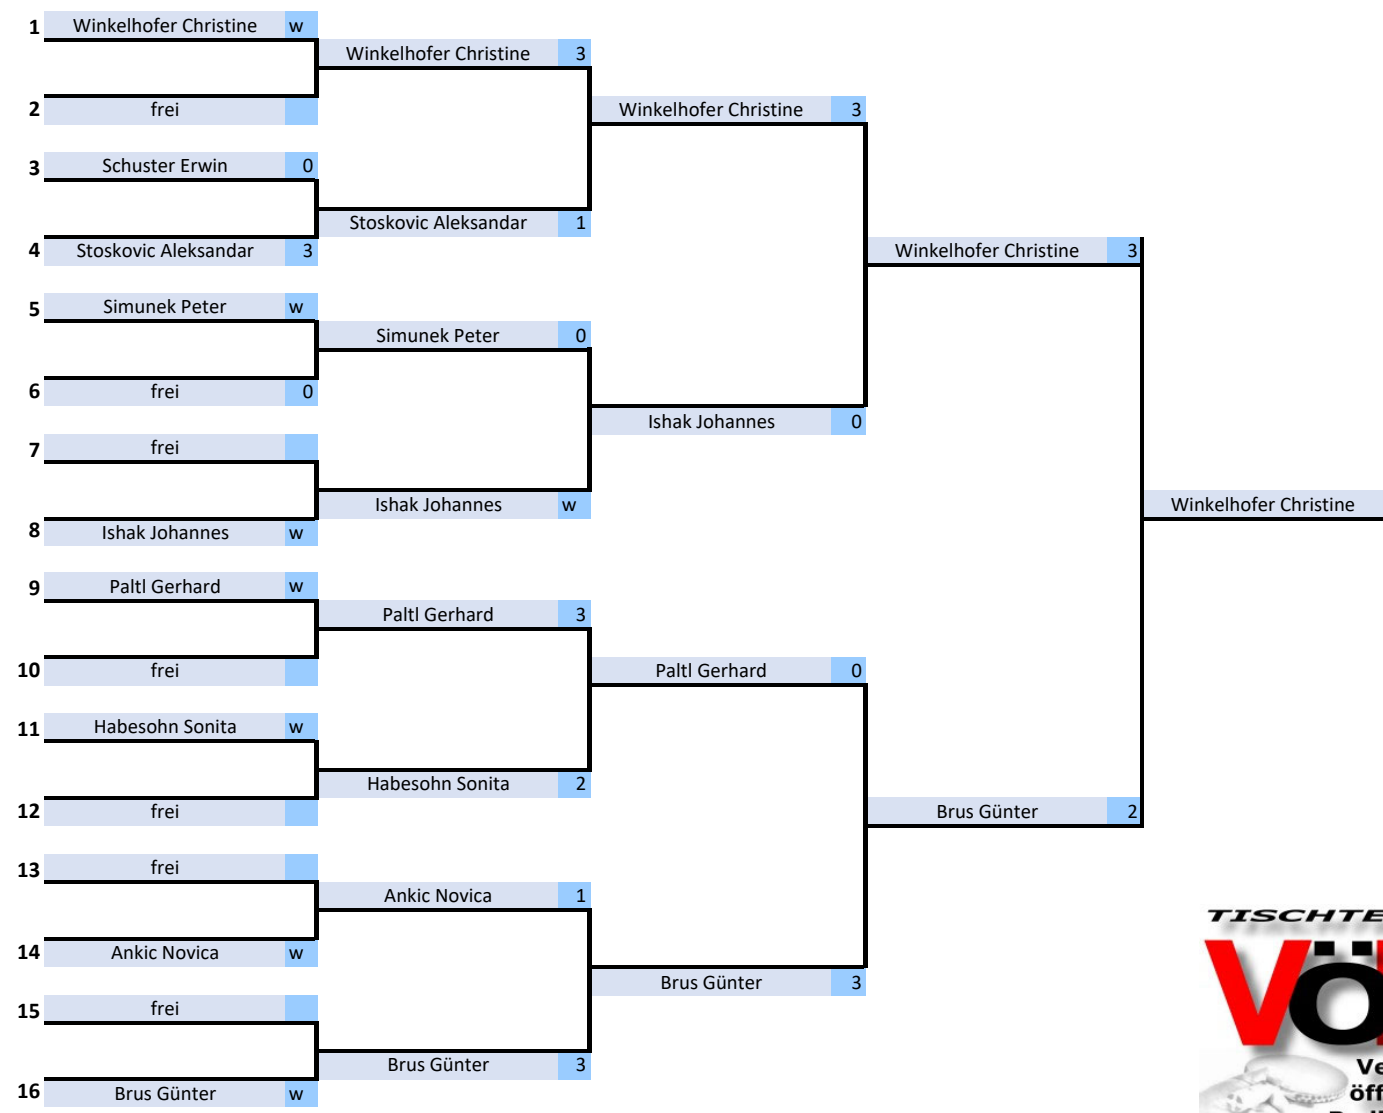 1 Winkelhofer Christine w
Winkelhofer Christine 3
2 frei
Winkelhofer Christine 3
3 Schuster Erwin 0
Stoskovic Aleksandar 1
4 Stoskovic Aleksandar 3
Winkelhofer Christine 3
5 Simunek Peter w
Simunek Peter 0
6 frei 0
Ishak Johannes 0
7 frei
Ishak Johannes w
Winkelhofer Christine
8 Ishak Johannes w
9 Paltl Gerhard w
Paltl Gerhard 3
10 frei
Paltl Gerhard 0
11 Habesohn Sonita w
Habesohn Sonita 2
12 frei
Brus Günter 2
13 frei
Ankic Novica 1
14 Ankic Novica w
Brus Günter 3
15 frei
Brus Günter 3
16 Brus Günter w
TISCHTE
VÖ
Ve
öff